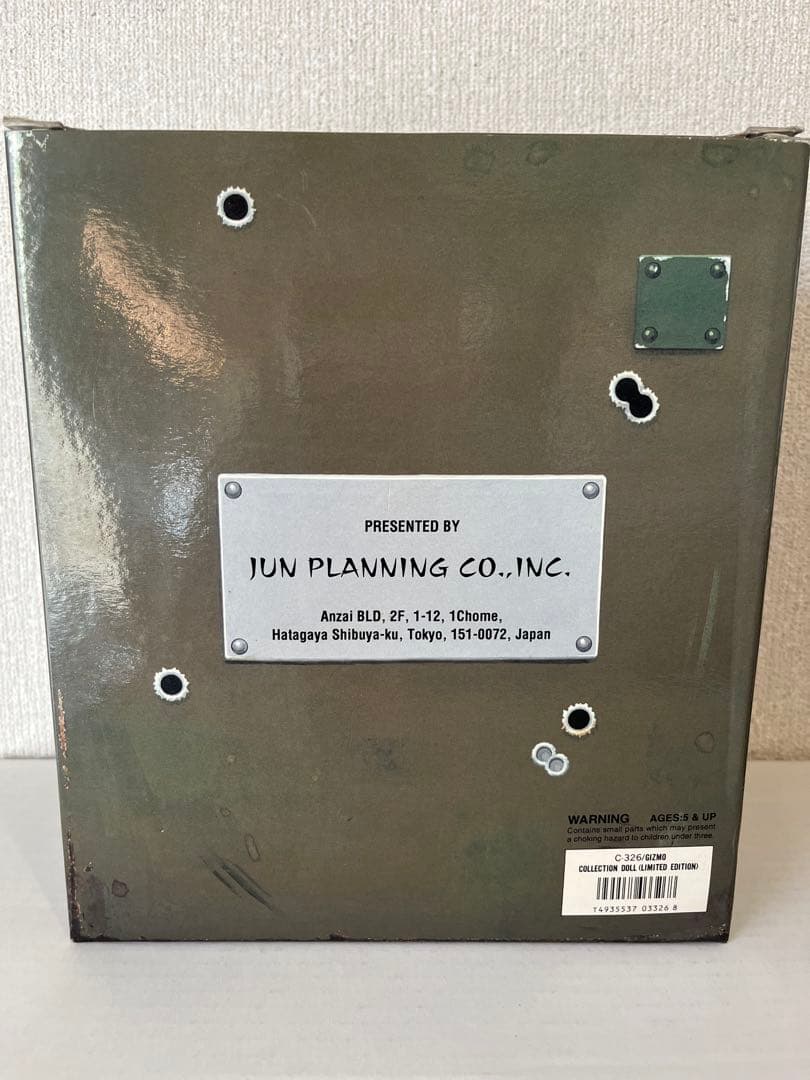 PRESENTED BY
JUN PLANNING CO.,INC.
Anzai BLD, 2F, 1-12, 1Chome,
Hatagaya Shibuya-ku, Tokyo, 151-0072, Japan
WARNING AGES:5 & UP
Contains small parts which may present
a choking hazard to children under three.
C-326/GIZMO
COLLECTION DOLL (LIMITED EDITION)
T4935537 03326 8